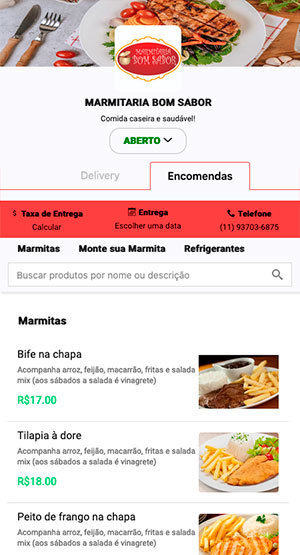 MARMITARIA
BOM SABOR
MARMITARIA BOM SABOR
Comida caseira e saudável!
ABERTO
Delivery
Encomendas
$ Taxa de Entrega
Calcular
Entrega
Escolher uma data
Telefone
(11) 93703-6875
Marmitas Monte sua Marmita Refrigerantes
Buscar produtos por nome ou descrição
Marmitas
Bife na chapa
Acompanha arroz, feijão, macarrão, fritas e salada
mix (aos sábados a salada é vinagrete)
R$17.00
Tilapia à dore
Acompanha arroz, feijão, macarrão, fritas e salada
mix (aos sábados a salada é vinagrete)
R$18.00
Peito de frango na chapa
Acompanha arroz, feijão, macarrão, fritas e salada
mix (aos sábados a salada é vinagrete)